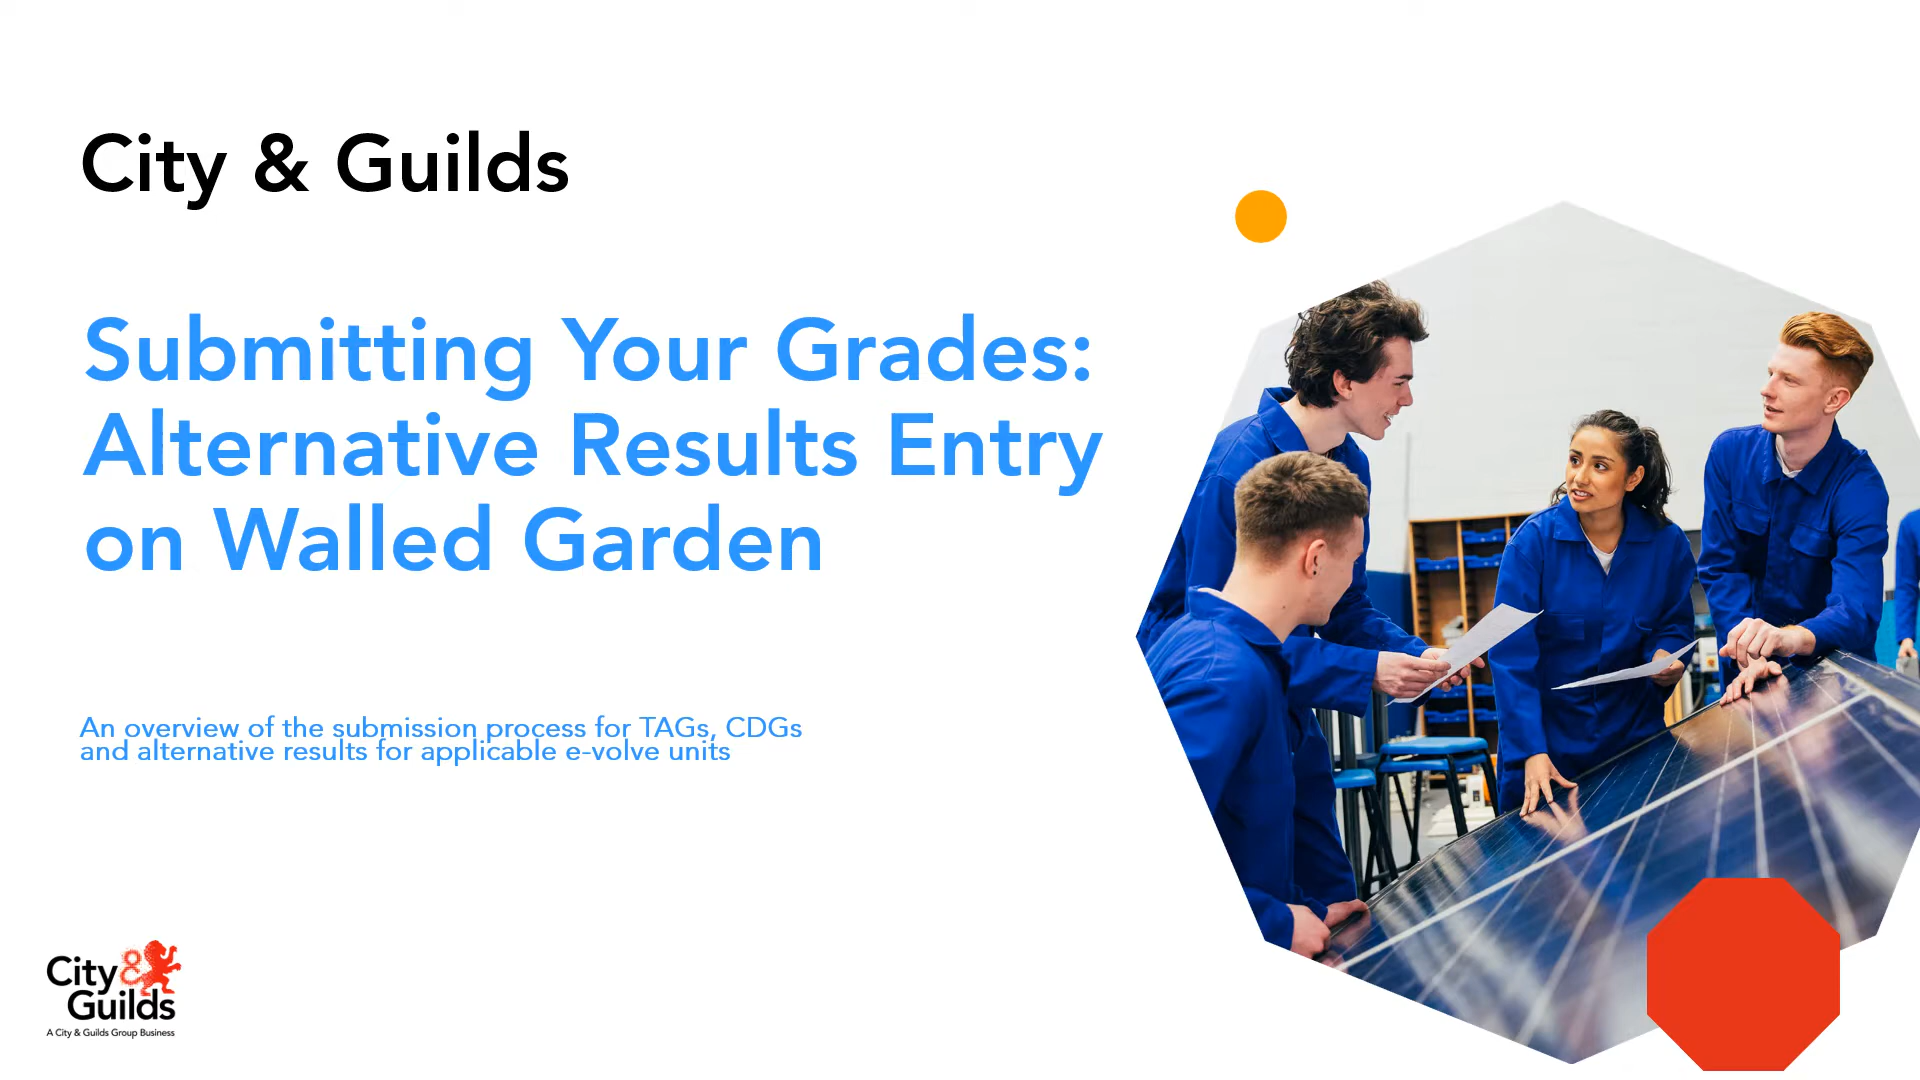 City & Guilds
Submitting Your Grades:
Alternative Results Entry
on Walled Garden
An overview of the submission process for TAGs, CDGs
and alternative results for applicable e-volve units
City &
Guilds
A City & Guilds Group Business